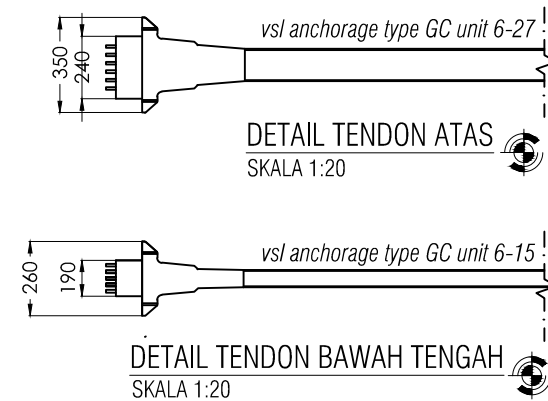 vsl anchorage type GC unit 6-27
350
240
DETAIL TENDON ATAS
SKALA 1:20
vsl anchorage type GC unit 6-15
260
190
DETAIL TENDON BAWAH TENGAH
SKALA 1:20